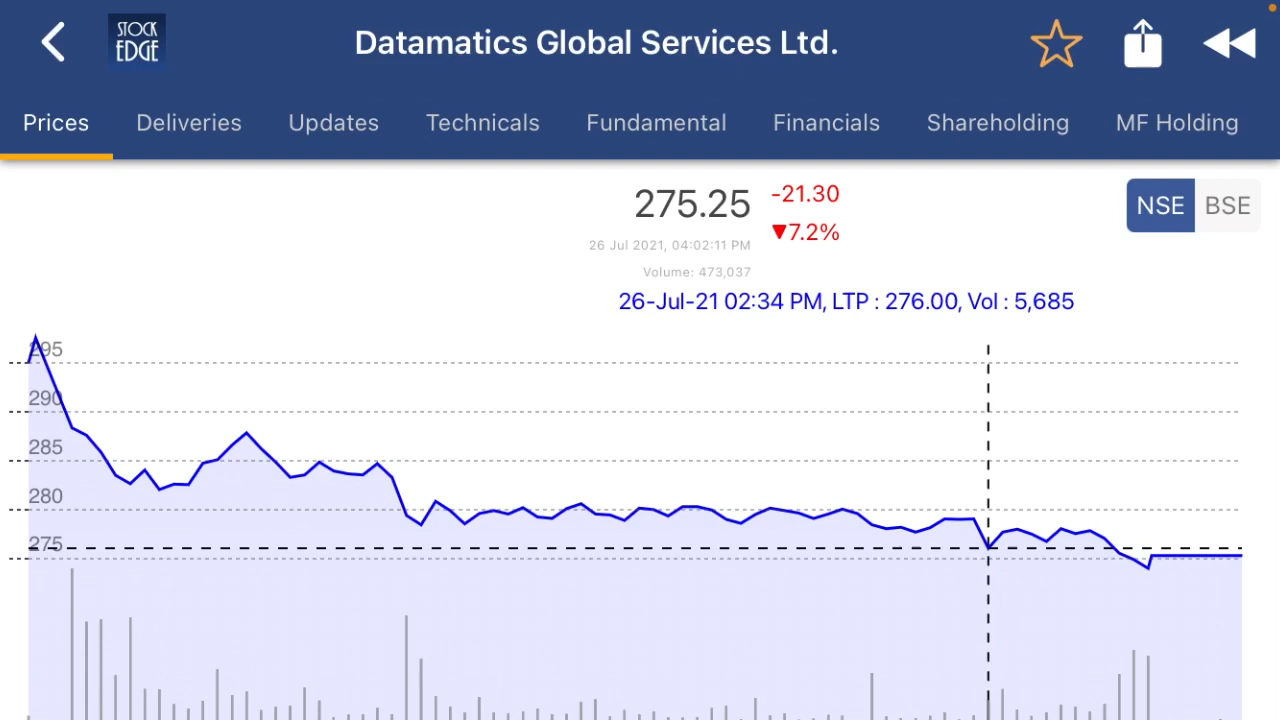 STOCK
EDGE
Datamatics Global Services Ltd.
Prices Deliveries Updates Technicals Fundamental Financials Shareholding MF Holding
275.25 -21.30
▼7.2%
NSE BSE
26 Jul 2021, 04:02:11 PM
Volume: 473,037
26-Jul-21 02:34 PM, LTP : 276.00, Vol : 5,685
295
290
285
280
275